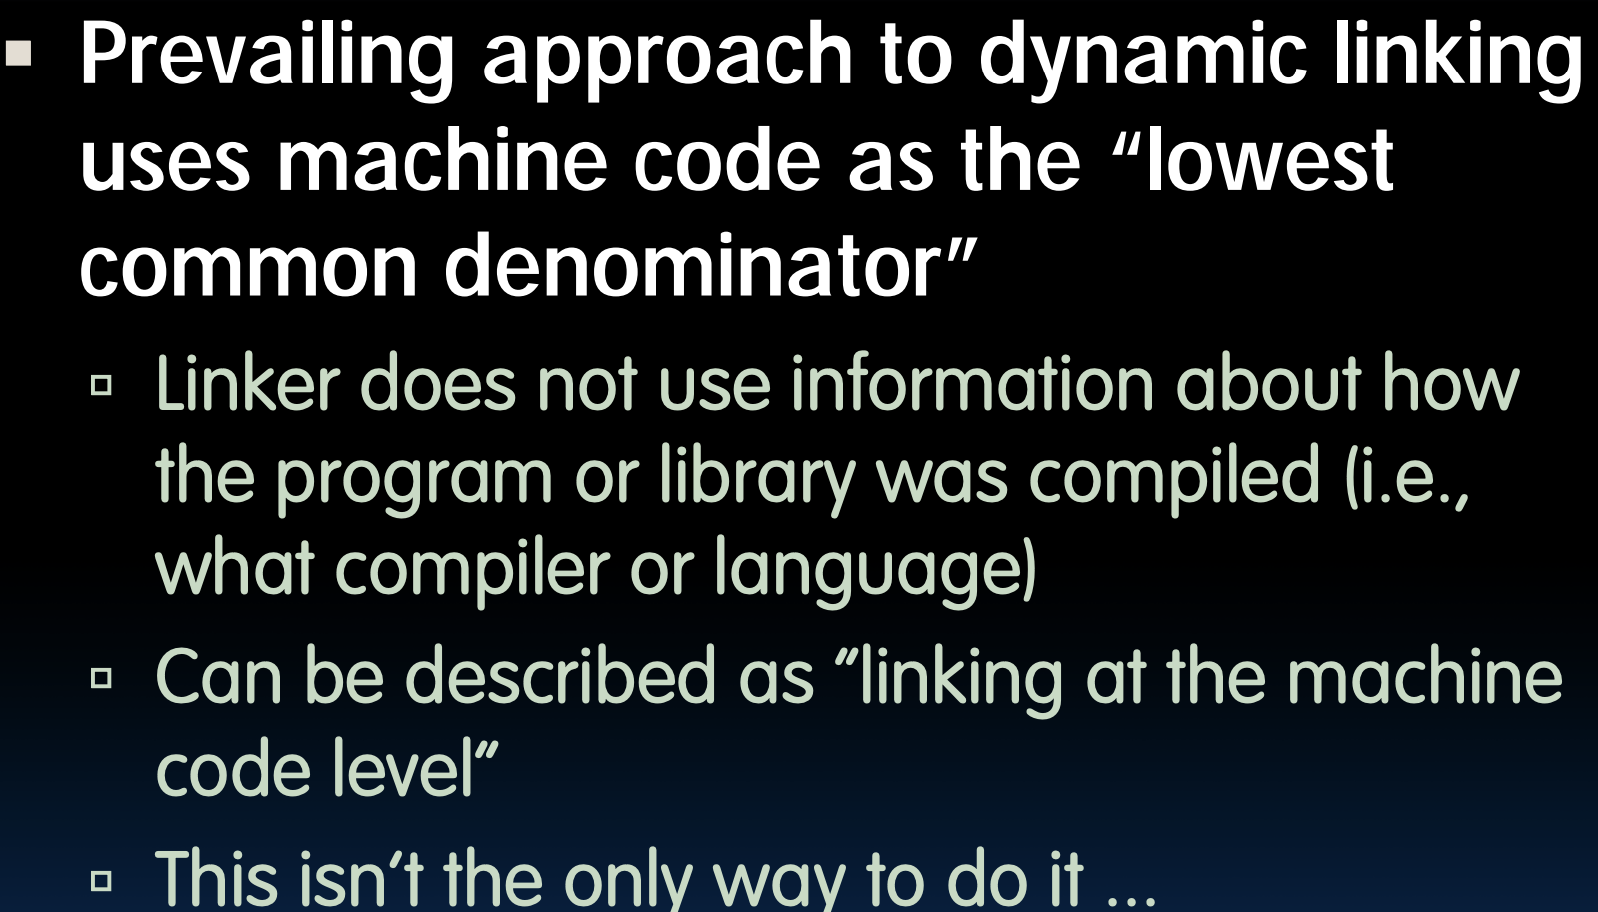 Prevailing approach to dynamic linking
uses machine code as the “lowest
common denominator”
Linker does not use information about how
the program or library was compiled (i.e.,
what compiler or language)
Can be described as “linking at the machine
code level”
This isn’t the only way to do it ...